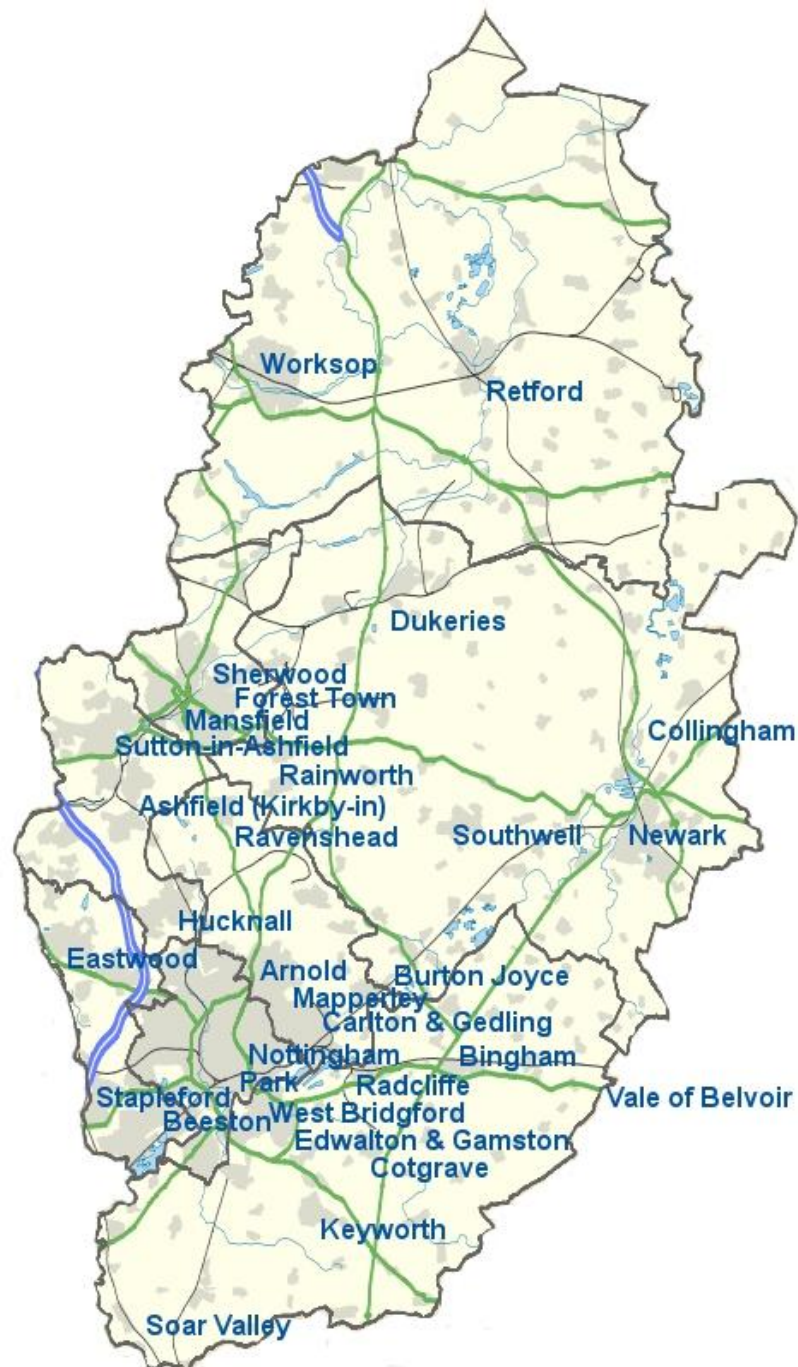 Worksop
Retford
Dukeries
Sherwood
Forest Town
Mansfield
Collingham
Sutton-in-Ashfield
Rainworth
Ashfield (Kirkby-in)
Ravenshead
Southwell
Newark
Hucknall
Eastwood
Arnold
Burton Joyce
Mapperley
Carlton & Gedling
Nottingham
Bingham
Park
Radcliffe
Stapleford
Vale of Belvoir
Beeston
West Bridgford
Edwalton & Gamston
Cotgrave
Keyworth
Soar Valley